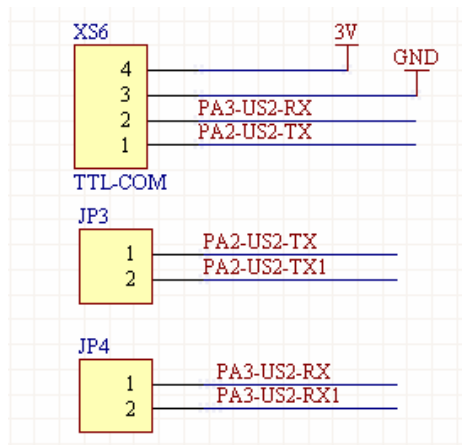 XS6
3V
GND
4
3
2 PA3-US2-RX
1 PA2-US2-TX
TTL-COM
JP3
1 PA2-US2-TX
2 PA2-US2-TX1
JP4
1 PA3-US2-RX
2 PA3-US2-RX1